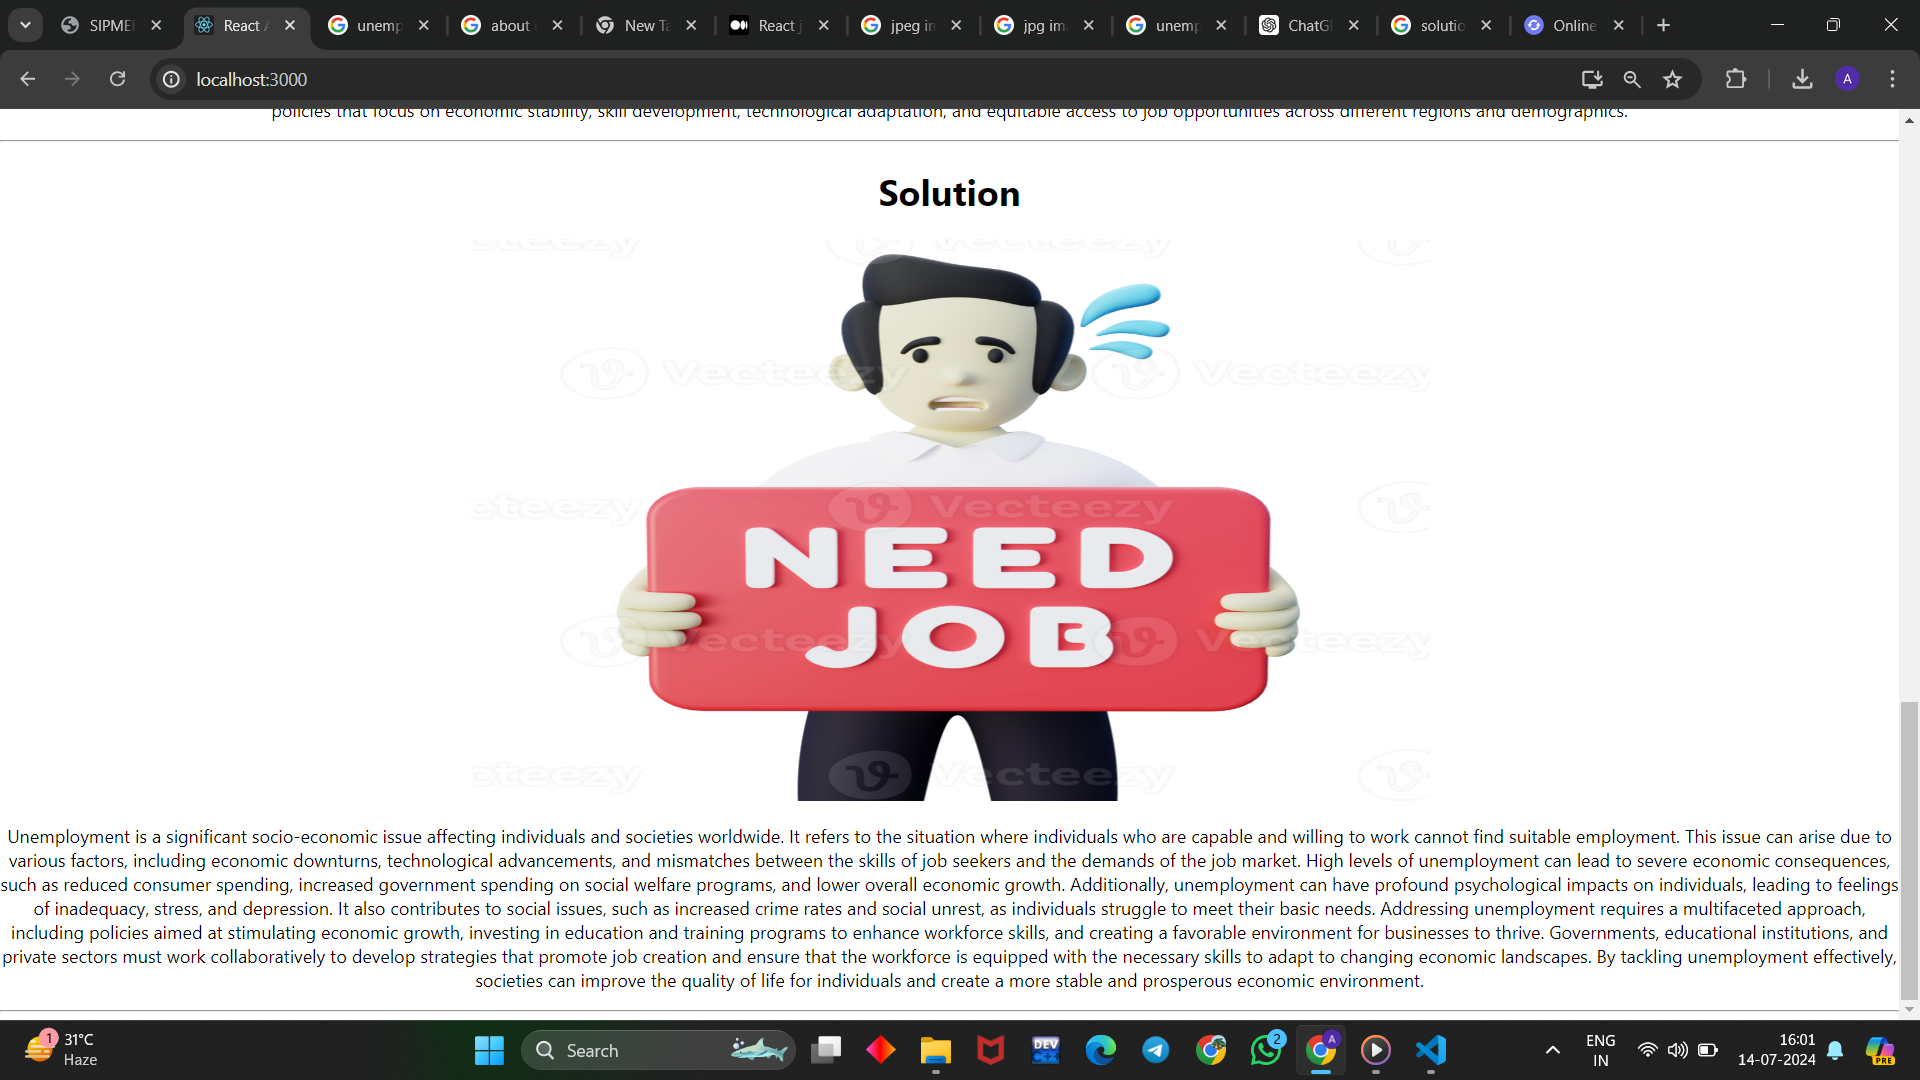 SIPMEI
React A
unemp
about
New Ta
React j
jpeg in
jpg im
unemp
ChatG
solutio
Online
localhost:3000
A
policies that focus on economic stability, skill development, technological adaptation, and equitable access to job opportunities across different regions and demographics.
Solution
Vecteezy
NEED
JOB
Unemployment is a significant socio-economic issue affecting individuals and societies worldwide. It refers to the situation where individuals who are capable and willing to work cannot find suitable employment. This issue can arise due to
various factors, including economic downturns, technological advancements, and mismatches between the skills of job seekers and the demands of the job market. High levels of unemployment can lead to severe economic consequences,
such as reduced consumer spending, increased government spending on social welfare programs, and lower overall economic growth. Additionally, unemployment can have profound psychological impacts on individuals, leading to feelings
of inadequacy, stress, and depression. It also contributes to social issues, such as increased crime rates and social unrest, as individuals struggle to meet their basic needs. Addressing unemployment requires a multifaceted approach,
including policies aimed at stimulating economic growth, investing in education and training programs to enhance workforce skills, and creating a favorable environment for businesses to thrive. Governments, educational institutions, and
private sectors must work collaboratively to develop strategies that promote job creation and ensure that the workforce is equipped with the necessary skills to adapt to changing economic landscapes. By tackling unemployment effectively,
societies can improve the quality of life for individuals and create a more stable and prosperous economic environment.
1
31°C
Haze
Search
DEV
2
A
ENG
IN
16:01
14-07-2024
PRE